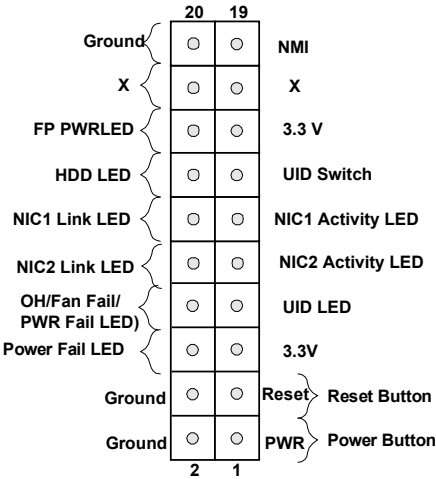 20 19
Ground NMI
X X
FP PWRLED 3.3 V
HDD LED UID Switch
NIC1 Link LED NIC1 Activity LED
NIC2 Link LED NIC2 Activity LED
OH/Fan Fail/
PWR Fail LED) UID LED
Power Fail LED 3.3V
Ground Reset Reset Button
Ground PWR Power Button
2 1